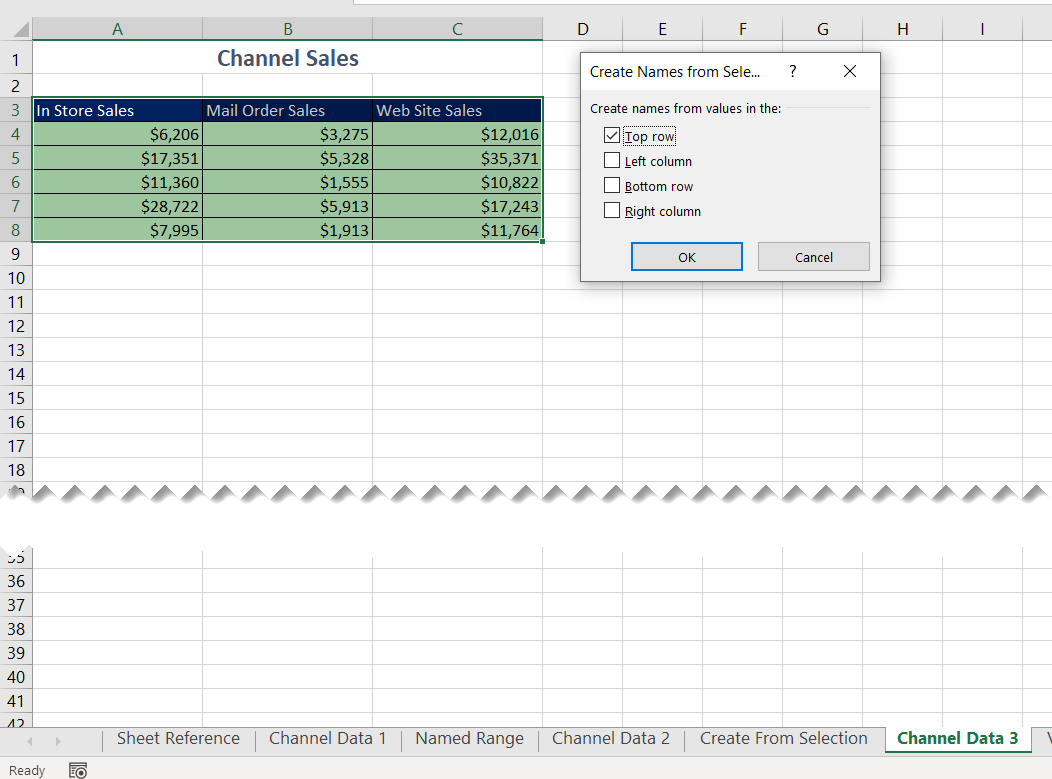 A B C D E F G H I
1 Channel Sales
2
3 In Store Sales Mail Order Sales Web Site Sales
4 $6,206 $3,275 $12,016
5 $17,351 $5,328 $35,371
6 $11,360 $1,555 $10,822
7 $28,722 $5,913 $17,243
8 $7,995 $1,913 $11,764
9
10
11
12
13
14
15
16
17
18
Create Names from Sele... ?
Create names from values in the:
Top row
Left column
Bottom row
Right column
OK Cancel
36
37
38
39
40
41
42
Sheet Reference Channel Data 1 Named Range Channel Data 2 Create From Selection Channel Data 3
Ready